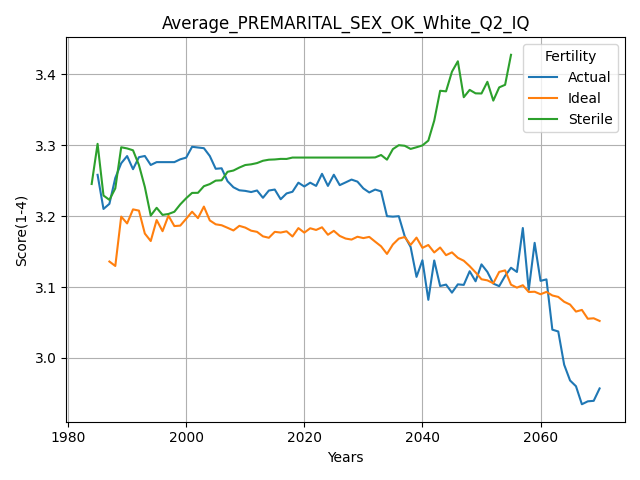 Average_PREMARITAL_SEX_OK_White_Q2_IQ
Fertility
Actual
Ideal
Sterile
Score(1-4)
3.4
3.3
3.2
3.1
3.0
1980
2000
2020
2040
2060
Years